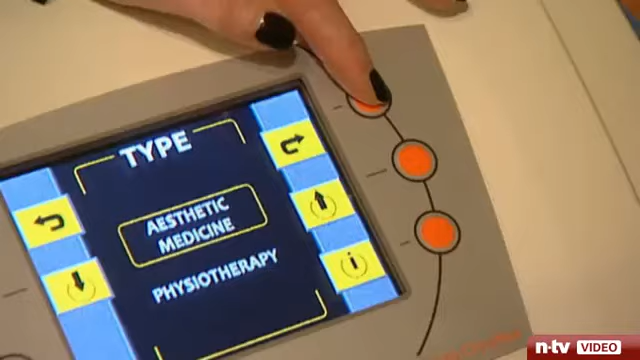 TYPE
AESTHETIC
MEDICINE
PHYSIOTHERAPY
i
n-tv VIDEO